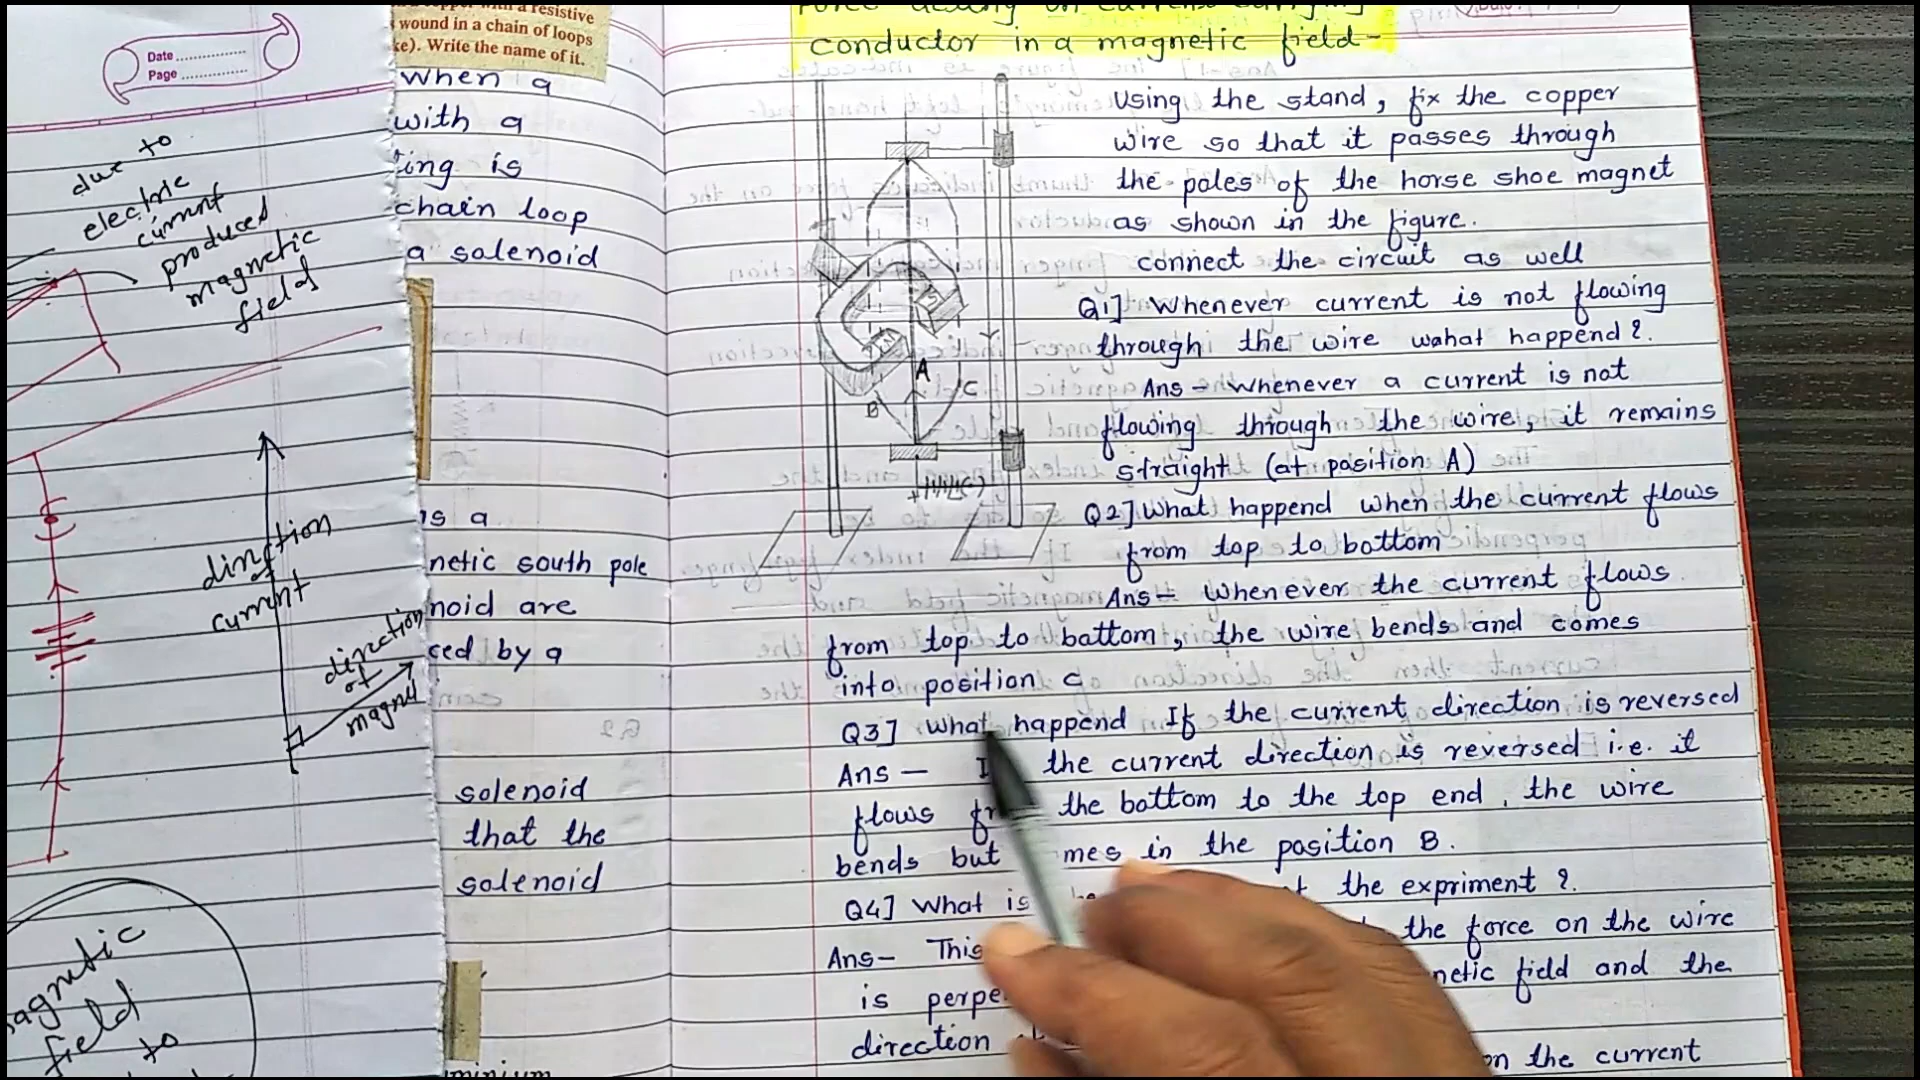 Date
Page
due to
electric
current
produced
magnetic
field
direction
of
current
direction
of
magnetic
field
to
a resistive
wound in a chain of loops
ke). Write the name of it.
when a
with a
ing is
chain loop
a solenoid
is a
netic south pole
noid are
ced by a
solenoid
that the
solenoid
conductor in a magnetic field-
Using the stand, fix the copper
wire so that it passes through
the poles of the horse shoe magnet
as shown in the figure.
connect the circuit as well
Q1] Whenever current is not flowing
through the wire wahat happend?.
Ans - Whenever a current is not
flowing through the wire, it remains
straight (at position A)
Q2] What happend when the current flows
from top to bottom
Ans - Whenever the current flows
from top to battom, the wire bends and comes
into position C
Q3] What happend If the current direction is reversed
Ans - the current direction is reversed i.e. it
flows the bottom to the top end, the wire
bends but mes in the position B.
Q4] What is the expriment ?.
Ans- This the force on the wire
is perpe netic field and the
direction
on the current
S
N
A
B
C